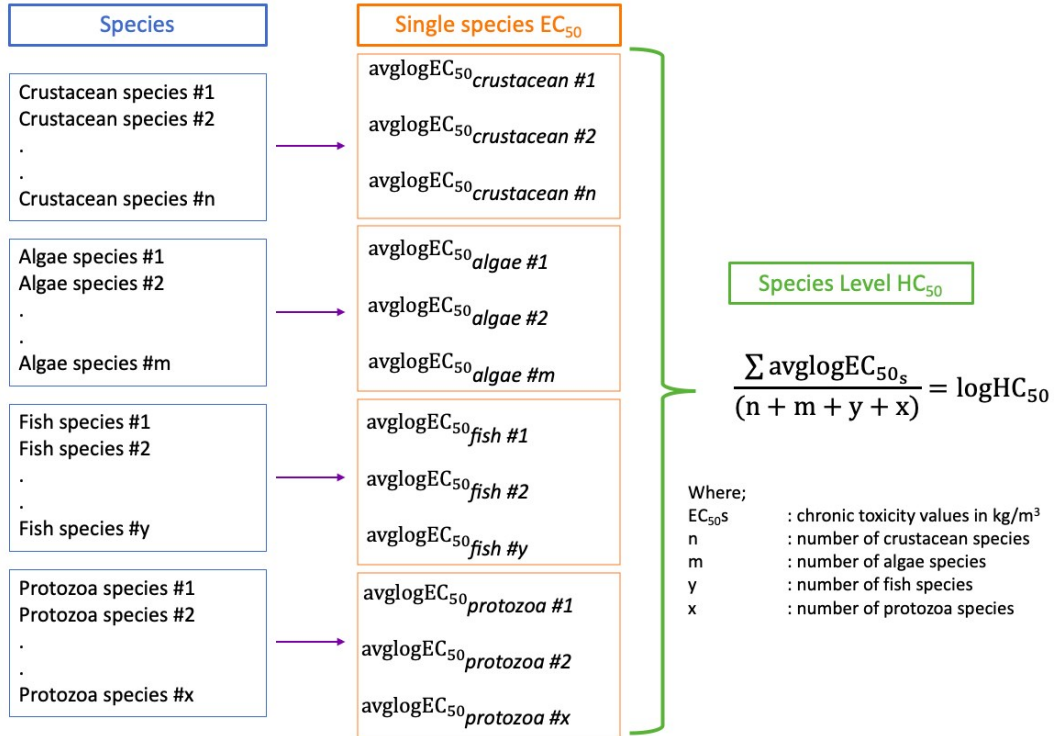 Species
Single species EC₅₀
Crustacean species #1
Crustacean species #2
.
.
Crustacean species #n
avglogEC₅₀crustacean #1
avglogEC₅₀crustacean #2
avglogEC₅₀crustacean #n
Algae species #1
Algae species #2
.
.
Algae species #m
avglogEC₅₀algae #1
avglogEC₅₀algae #2
avglogEC₅₀algae #m
Fish species #1
Fish species #2
.
.
Fish species #y
avglogEC₅₀fish #1
avglogEC₅₀fish #2
avglogEC₅₀fish #y
Protozoa species #1
Protozoa species #2
.
.
Protozoa species #x
avglogEC₅₀protozoa #1
avglogEC₅₀protozoa #2
avglogEC₅₀protozoa #x
Species Level HC₅₀
∑ avglogEC₅₀ₛ
(n + m + y + x)
= logHC₅₀
Where;
EC₅₀s : chronic toxicity values in kg/m³
n : number of crustacean species
m : number of algae species
y : number of fish species
x : number of protozoa species